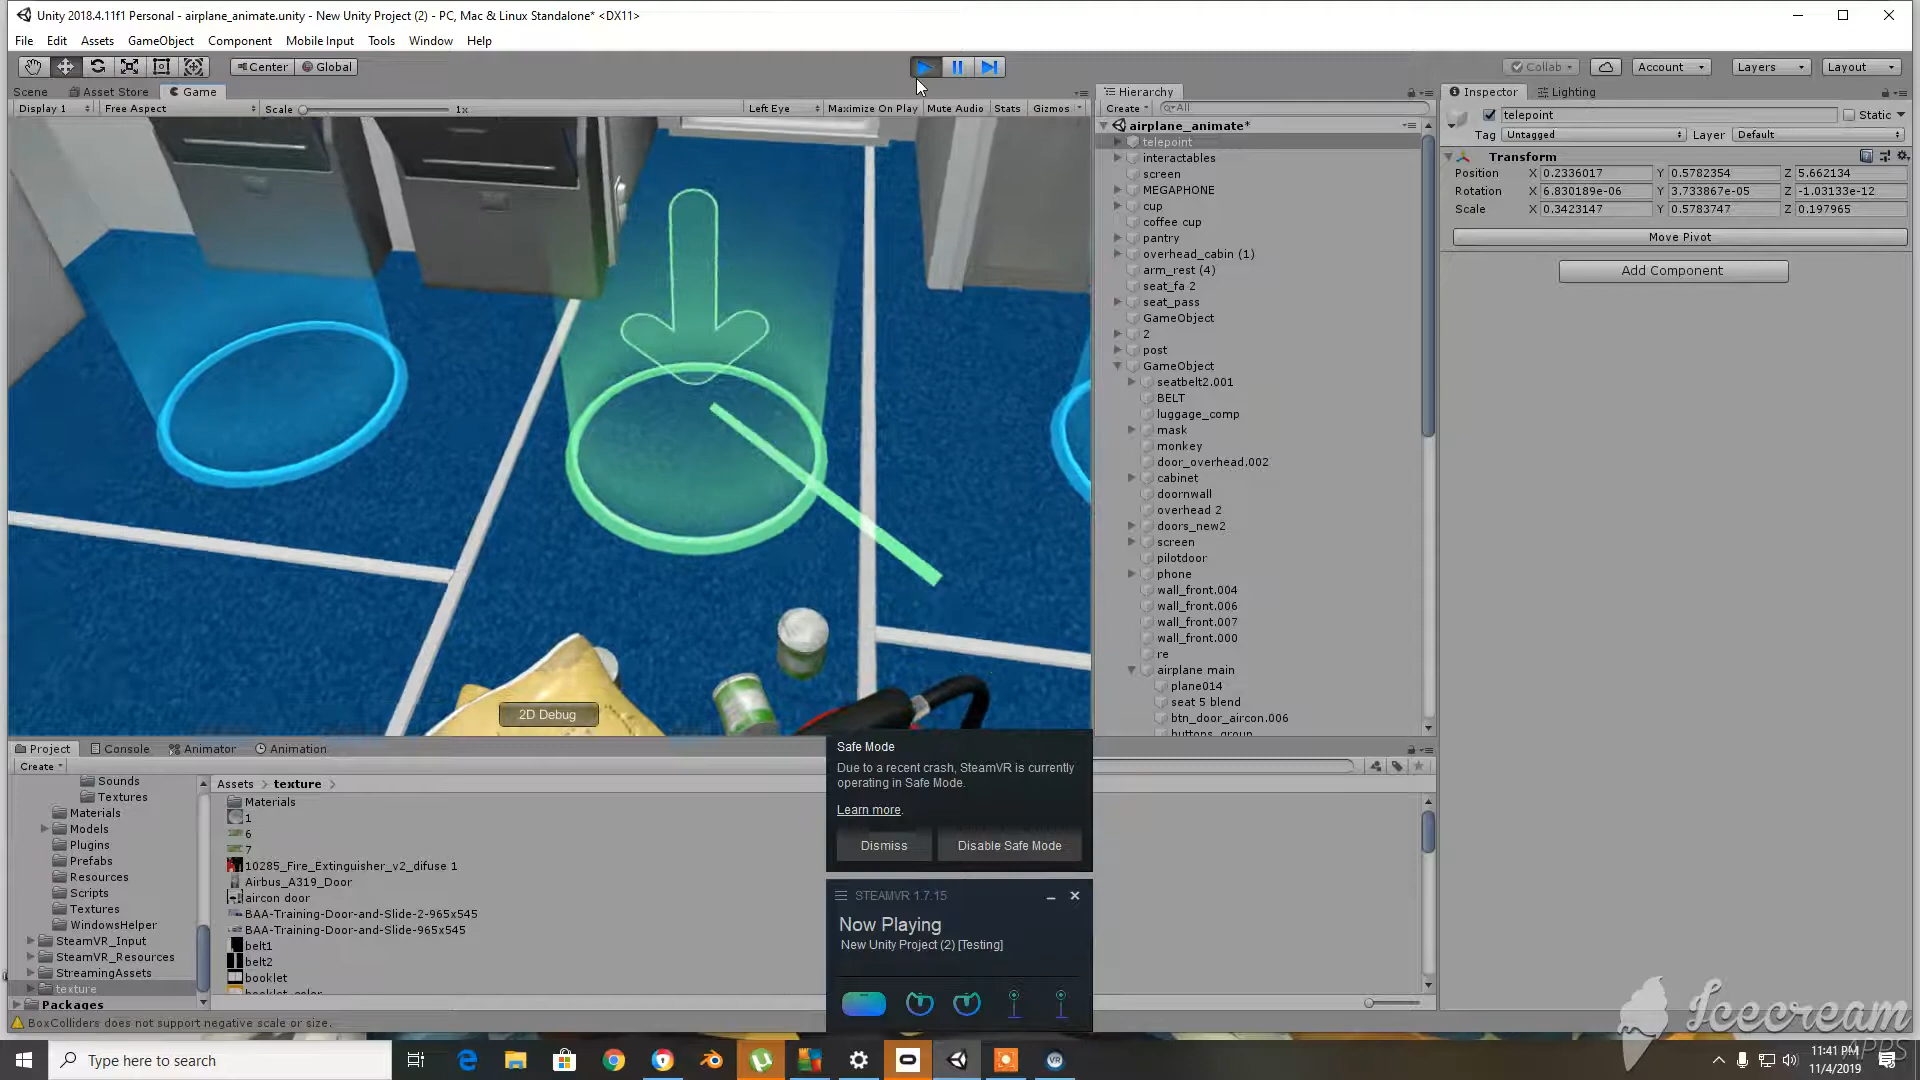 Unity 2018.4.11f1 Personal - airplane_animate.unity - New Unity Project (2) - PC, Mac & Linux Standalone* <DX11>
File Edit Assets GameObject Component Mobile Input Tools Window Help
Center Global Collab Account Layers Layout
Scene Asset Store Game
Display 1 Free Aspect Scale 1x Left Eye Maximize On Play Mute Audio Stats Gizmos
2D Debug
Hierarchy
Create All
airplane_animate*
telepoint
interactables
screen
MEGAPHONE
cup
coffee cup
pantry
overhead_cabin (1)
arm_rest (4)
seat_fa 2
seat_pass
GameObject
2
post
GameObject
seatbelt2.001
BELT
luggage_comp
mask
monkey
door_overhead.002
cabinet
doornwall
overhead 2
doors_new2
screen
pilotdoor
phone
wall_front.004
wall_front.006
wall_front.007
wall_front.000
re
airplane main
plane014
seat 5 blend
btn_door_aircon.006
buttons_group
Inspector Lighting
telepoint Static
Tag Untagged Layer Default
Transform
Position X 0.2336017 Y 0.5782354 Z 5.662134
Rotation X 6.830189e-06 Y 3.733867e-05 Z -1.03133e-12
Scale X 0.3423147 Y 0.5783747 Z 0.197965
Move Pivot
Add Component
Project Console Animator Animation
Create
Sounds
Textures
Materials
Models
Plugins
Prefabs
Resources
Scripts
Textures
WindowsHelper
SteamVR_Input
SteamVR_Resources
StreamingAssets
texture
Packages
Assets texture
Materials
1
6
7
10285_Fire_Extinguisher_v2_difuse 1
Airbus_A319_Door
aircon door
BAA-Training-Door-and-Slide-2-965x545
BAA-Training-Door-and-Slide-965x545
belt1
belt2
booklet
booklet_color
Safe Mode
Due to a recent crash, SteamVR is currently
operating in Safe Mode.
Learn more.
Dismiss Disable Safe Mode
STEAMVR 1.7.15
Now Playing
New Unity Project (2) [Testing]
BoxColliders does not support negative scale or size.
Icecream
APPS
Type here to search
11:41 PM
11/4/2019